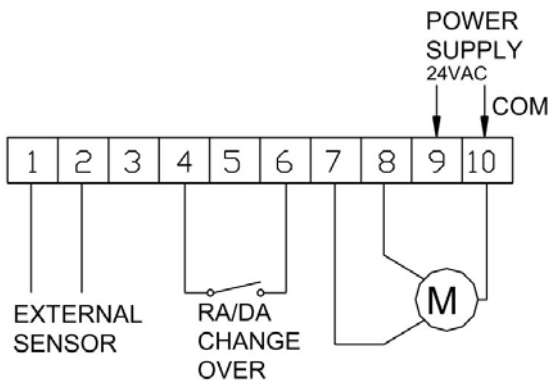 POWER
SUPPLY
24VAC
COM
1 2 3 4 5 6 7 8 9 10
M
EXTERNAL
SENSOR
RA/DA
CHANGE
OVER